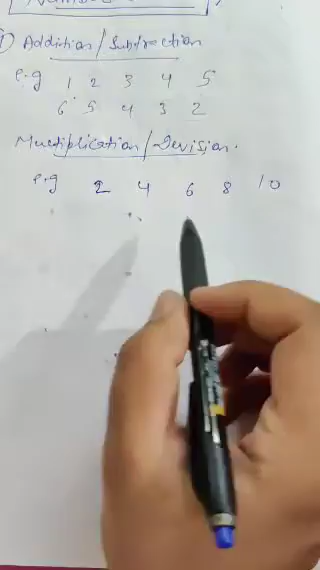 1) Addition/Subtraction
e.g 1 2 3 4 5
6 5 4 3 2
Multiplication/Devision.
e.g 2 4 6 8 10